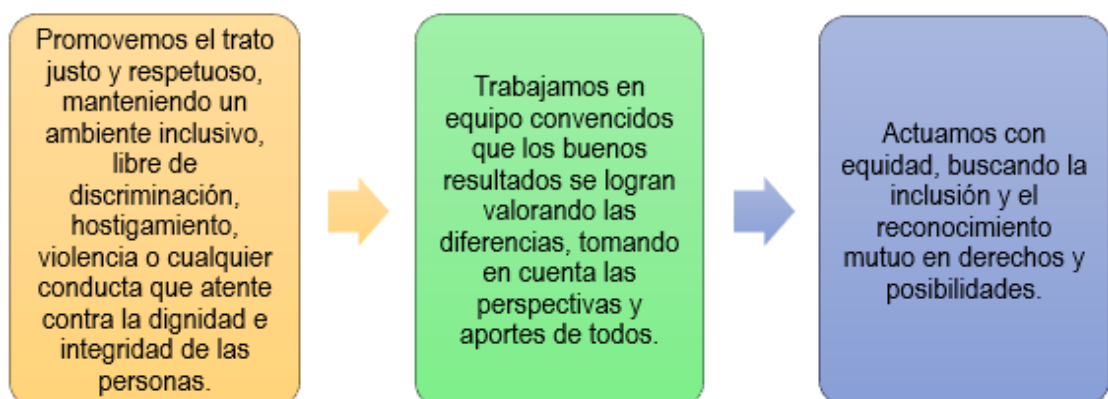 Promovemos el trato
justo y respetuoso,
manteniendo un
ambiente inclusivo,
libre de
discriminación,
hostigamiento,
violencia o cualquier
conducta que atente
contra la dignidad e
integridad de las
personas.
Trabajamos en
equipo convencidos
que los buenos
resultados se logran
valorando las
diferencias, tomando
en cuenta las
perspectivas y
aportes de todos.
Actuamos con
equidad, buscando la
inclusión y el
reconocimiento
mutuo en derechos y
posibilidades.